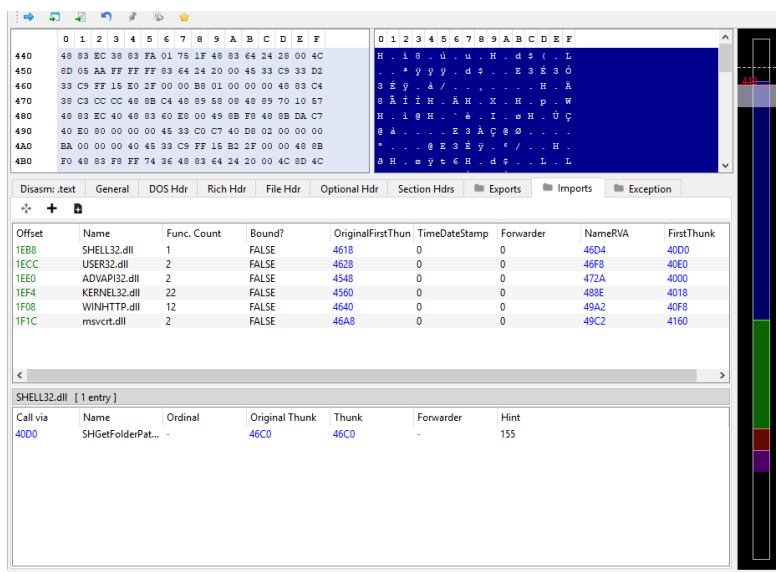 0 1 2 3 4 5 6 7 8 9 A B C D E F 0 1 2 3 4 5 6 7 8 9 A B C D E F
440 48 83 EC 38 83 FA 01 75 1F 48 83 64 24 28 00 4C H . ì 8 . ú . u . H . d $ ( . L
450 8D 05 AA FF FF FF 83 64 24 20 00 45 33 C9 33 D2 . . ª ÿ ÿ ÿ . d $ . . E 3 É 3 Ò
460 33 C9 FF 15 E0 2F 00 00 B8 01 00 00 00 48 83 C4 3 É ÿ . à / . . ¸ . . . . H . Ä
470 38 C3 CC CC 48 8B C4 48 89 58 08 48 89 70 10 57 8 Ã Ì Ì H . Ä H . X . H . p . W
480 48 83 EC 40 48 83 60 E8 00 49 8B F8 48 8B DA C7 H . ì @ H . ` è . I . ø H . Ú Ç
490 40 E0 80 00 00 00 45 33 C0 C7 40 D8 02 00 00 00 @ à . . . . E 3 À Ç @ Ø . . . .
4A0 BA 00 00 00 40 45 33 C9 FF 15 B2 2F 00 00 48 8B º . . . @ E 3 É ÿ . ² / . . H .
4B0 F0 48 83 F8 FF 74 36 48 83 64 24 20 00 4C 8D 4C ð H . ø ÿ t 6 H . d $ . . L . L
440
Disasm: .text General DOS Hdr Rich Hdr File Hdr Optional Hdr Section Hdrs Exports Imports Exception
Offset Name Func. Count Bound? OriginalFirstThun TimeDateStamp Forwarder NameRVA FirstThunk
1EB8 SHELL32.dll 1 FALSE 4618 0 0 46D4 40D0
1ECC USER32.dll 2 FALSE 4628 0 0 46F8 40E0
1EE0 ADVAPI32.dll 2 FALSE 4548 0 0 472A 4000
1EF4 KERNEL32.dll 22 FALSE 4560 0 0 488E 4018
1F08 WINHTTP.dll 12 FALSE 4640 0 0 49A2 40F8
1F1C msvcrt.dll 2 FALSE 46A8 0 0 49C2 4160
SHELL32.dll [ 1 entry ]
Call via Name Ordinal Original Thunk Thunk Forwarder Hint
40D0 SHGetFolderPat... - 46C0 46C0 - 155